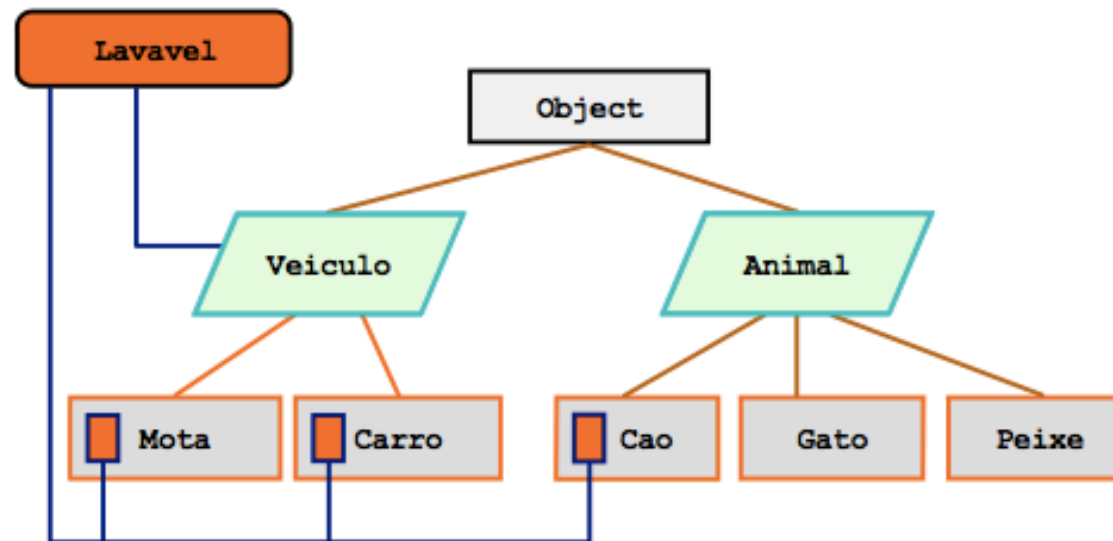 Lavavel
Object
Veiculo
Animal
Mota
Carro
Cao
Gato
Peixe